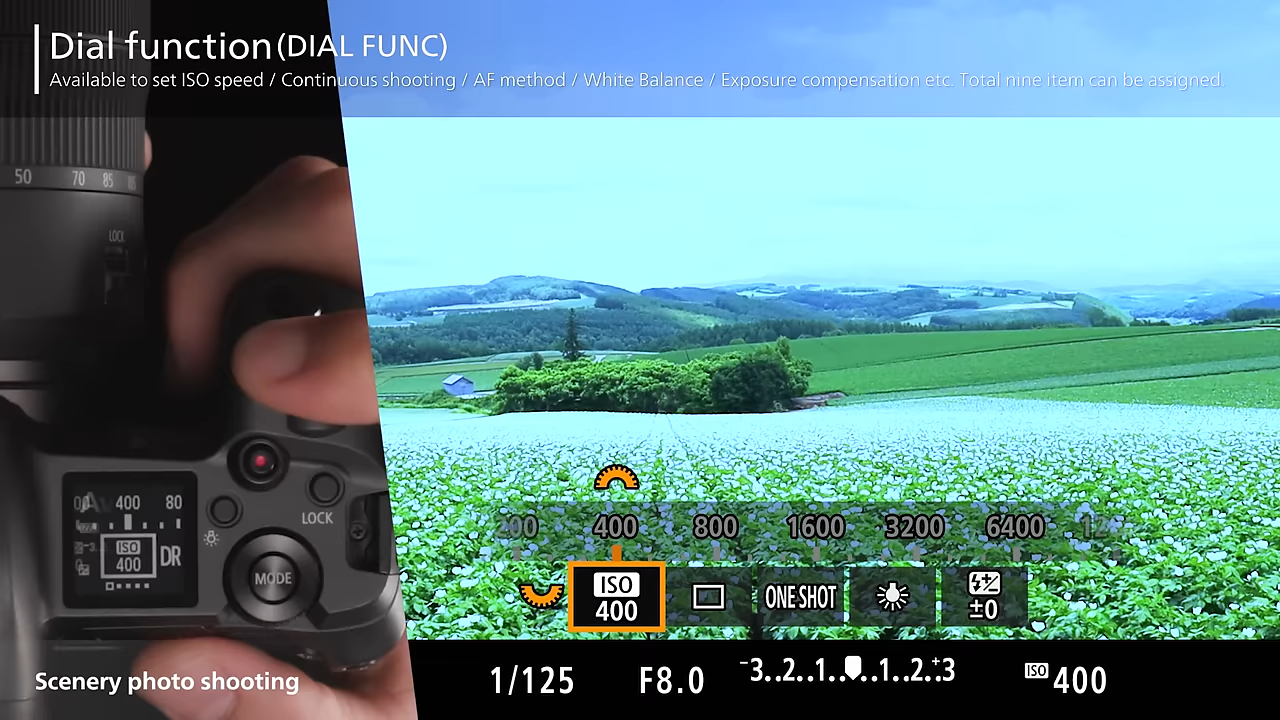 Dial function (DIAL FUNC)
Available to set ISO speed / Continuous shooting / AF method / White Balance / Exposure compensation etc. Total nine item can be assigned.
50 70 85
LOCK
400 80
ISO
400
DR
LOCK
MODE
200 400 800 1600 3200 6400
ISO
400
ONE SHOT
±0
Scenery photo shooting
1/125 F8.0 -3..2..1..0..1..2..+3 ISO 400